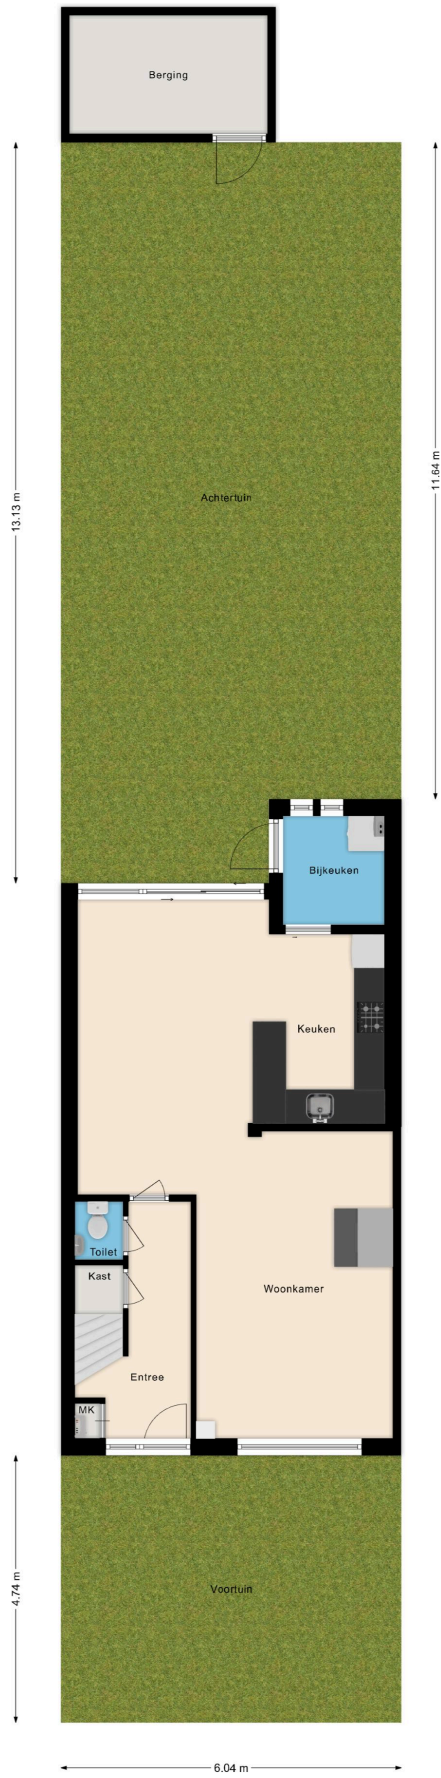 Berging
13.13 m
11.64 m
Achtertuin
Bijkeuken
Keuken
Toilet
Kast
Woonkamer
Entree
MK
4.74 m
Voortuin
6.04 m